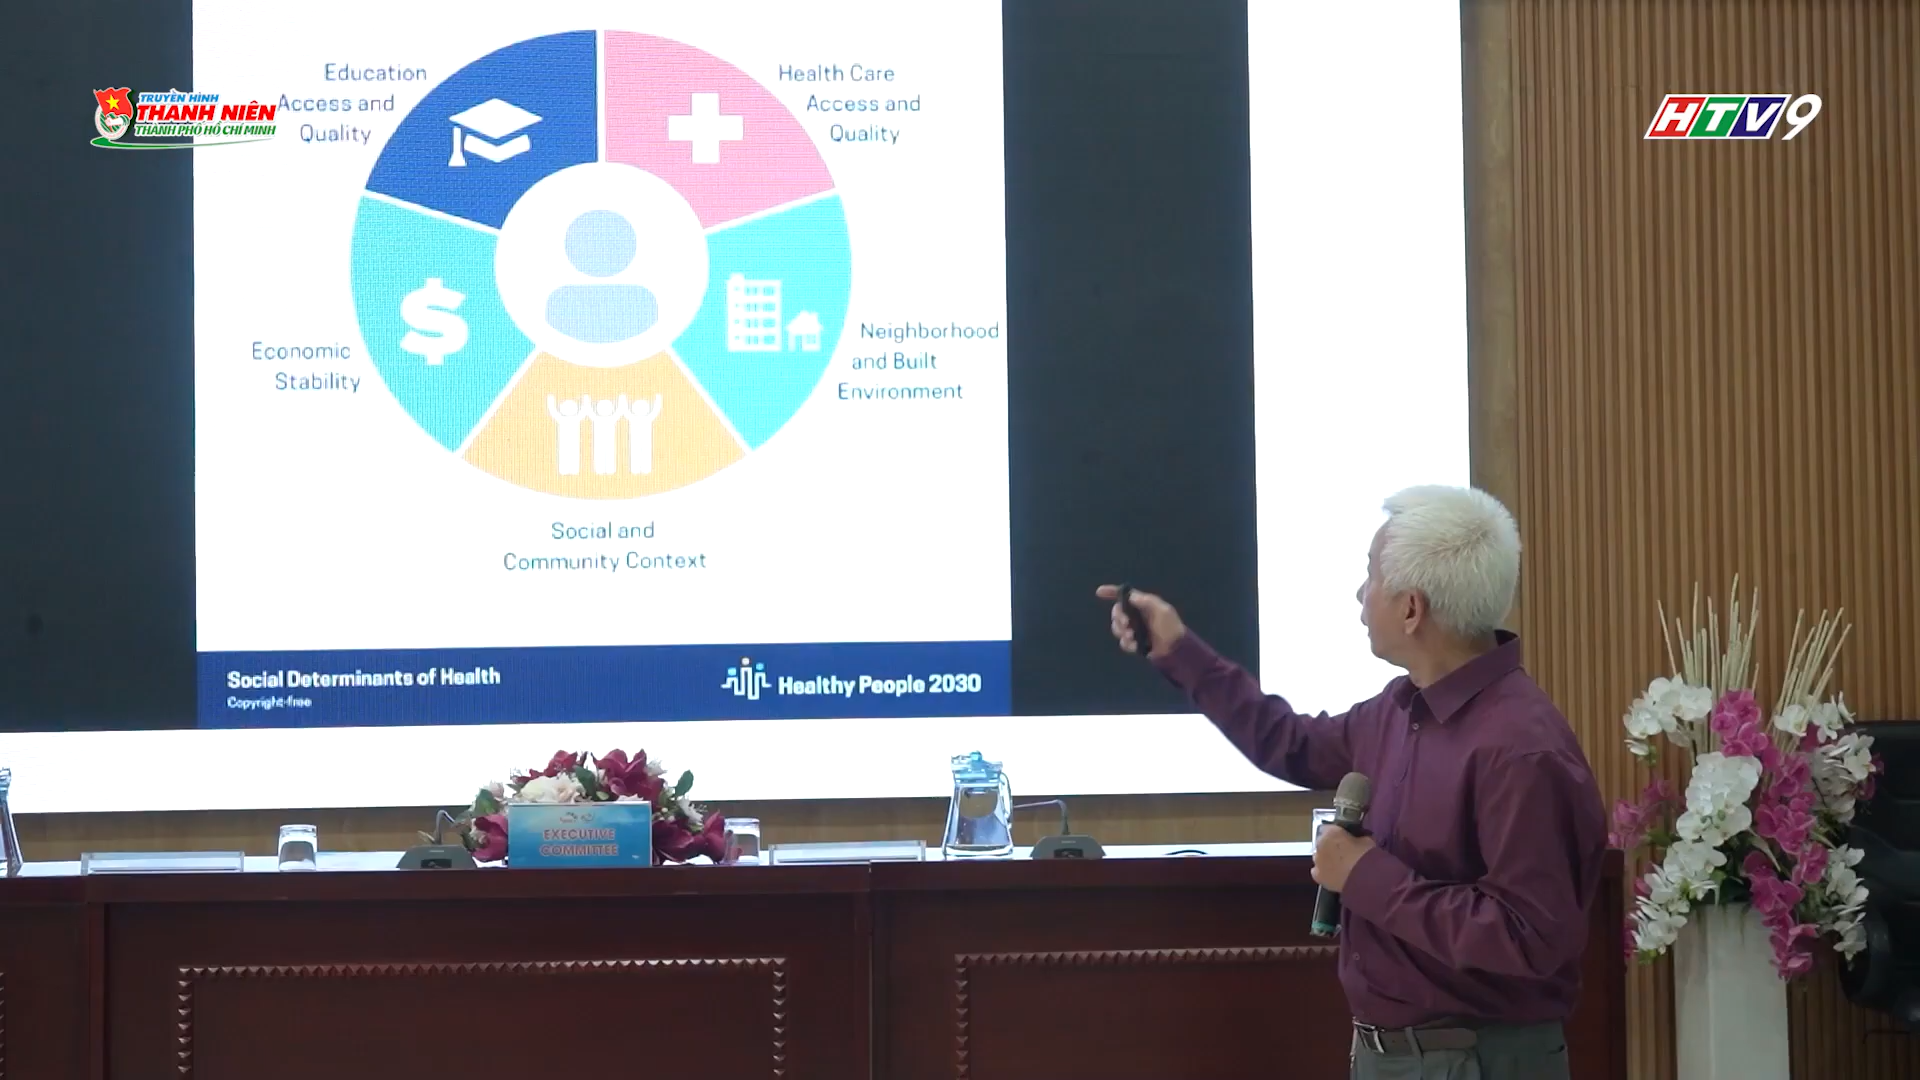 TRUYỀN HÌNH
THANH NIÊN
THÀNH PHỐ HỒ CHÍ MINH
HTV9
Education
Access and
Quality
Health Care
Access and
Quality
Economic
Stability
Neighborhood
and Built
Environment
Social and
Community Context
Social Determinants of Health
Copyright-free
Healthy People 2030
EXECUTIVE
COMMITTEE